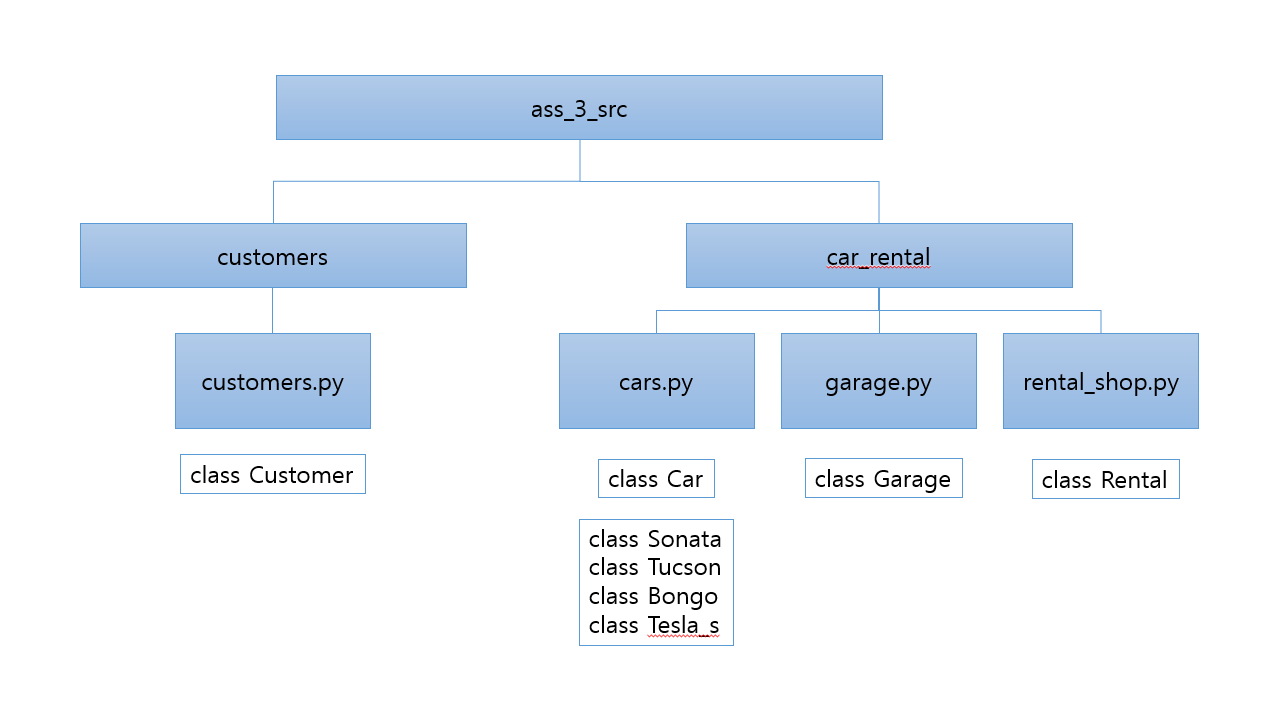 ass_3_src
customers
car_rental
customers.py
cars.py
garage.py
rental_shop.py
class Customer
class Car
class Garage
class Rental
class Sonata
class Tucson
class Bongo
class Tesla_s